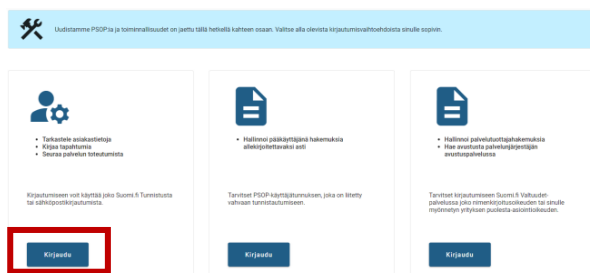 Uudistamme PSOP:ia ja toiminnallisuudet on jaettu tällä hetkellä kahteen osaan. Valitse alla olevista kirjautumisvaihtoehdoista sinulle sopivin.
• Tarkastele asiakastietoja
• Kirjaa tapahtumia
• Seuraa palvelun toteutumista
Kirjautumiseen voit käyttää joko Suomi.fi Tunnistusta
tai sähköpostikirjautumista.
Kirjaudu
• Hallinnoi pääkäyttäjänä hakemuksia
allekirjoitettavaksi asti
Tarvitset PSOP-käyttäjätunnuksen, joka on liitetty
vahvaan tunnistautumiseen.
Kirjaudu
• Hallinnoi palvelutuottajahakemuksia
• Hae avustusta palvelunjärjestäjän
avustuspalvelussa
Tarvitset kirjautumiseen Suomi.fi Valtuudet-
palvelussa joko nimenkirjoitusoikeuden tai sinulle
myönnetyn yrityksen puolesta-asiointioikeuden.
Kirjaudu